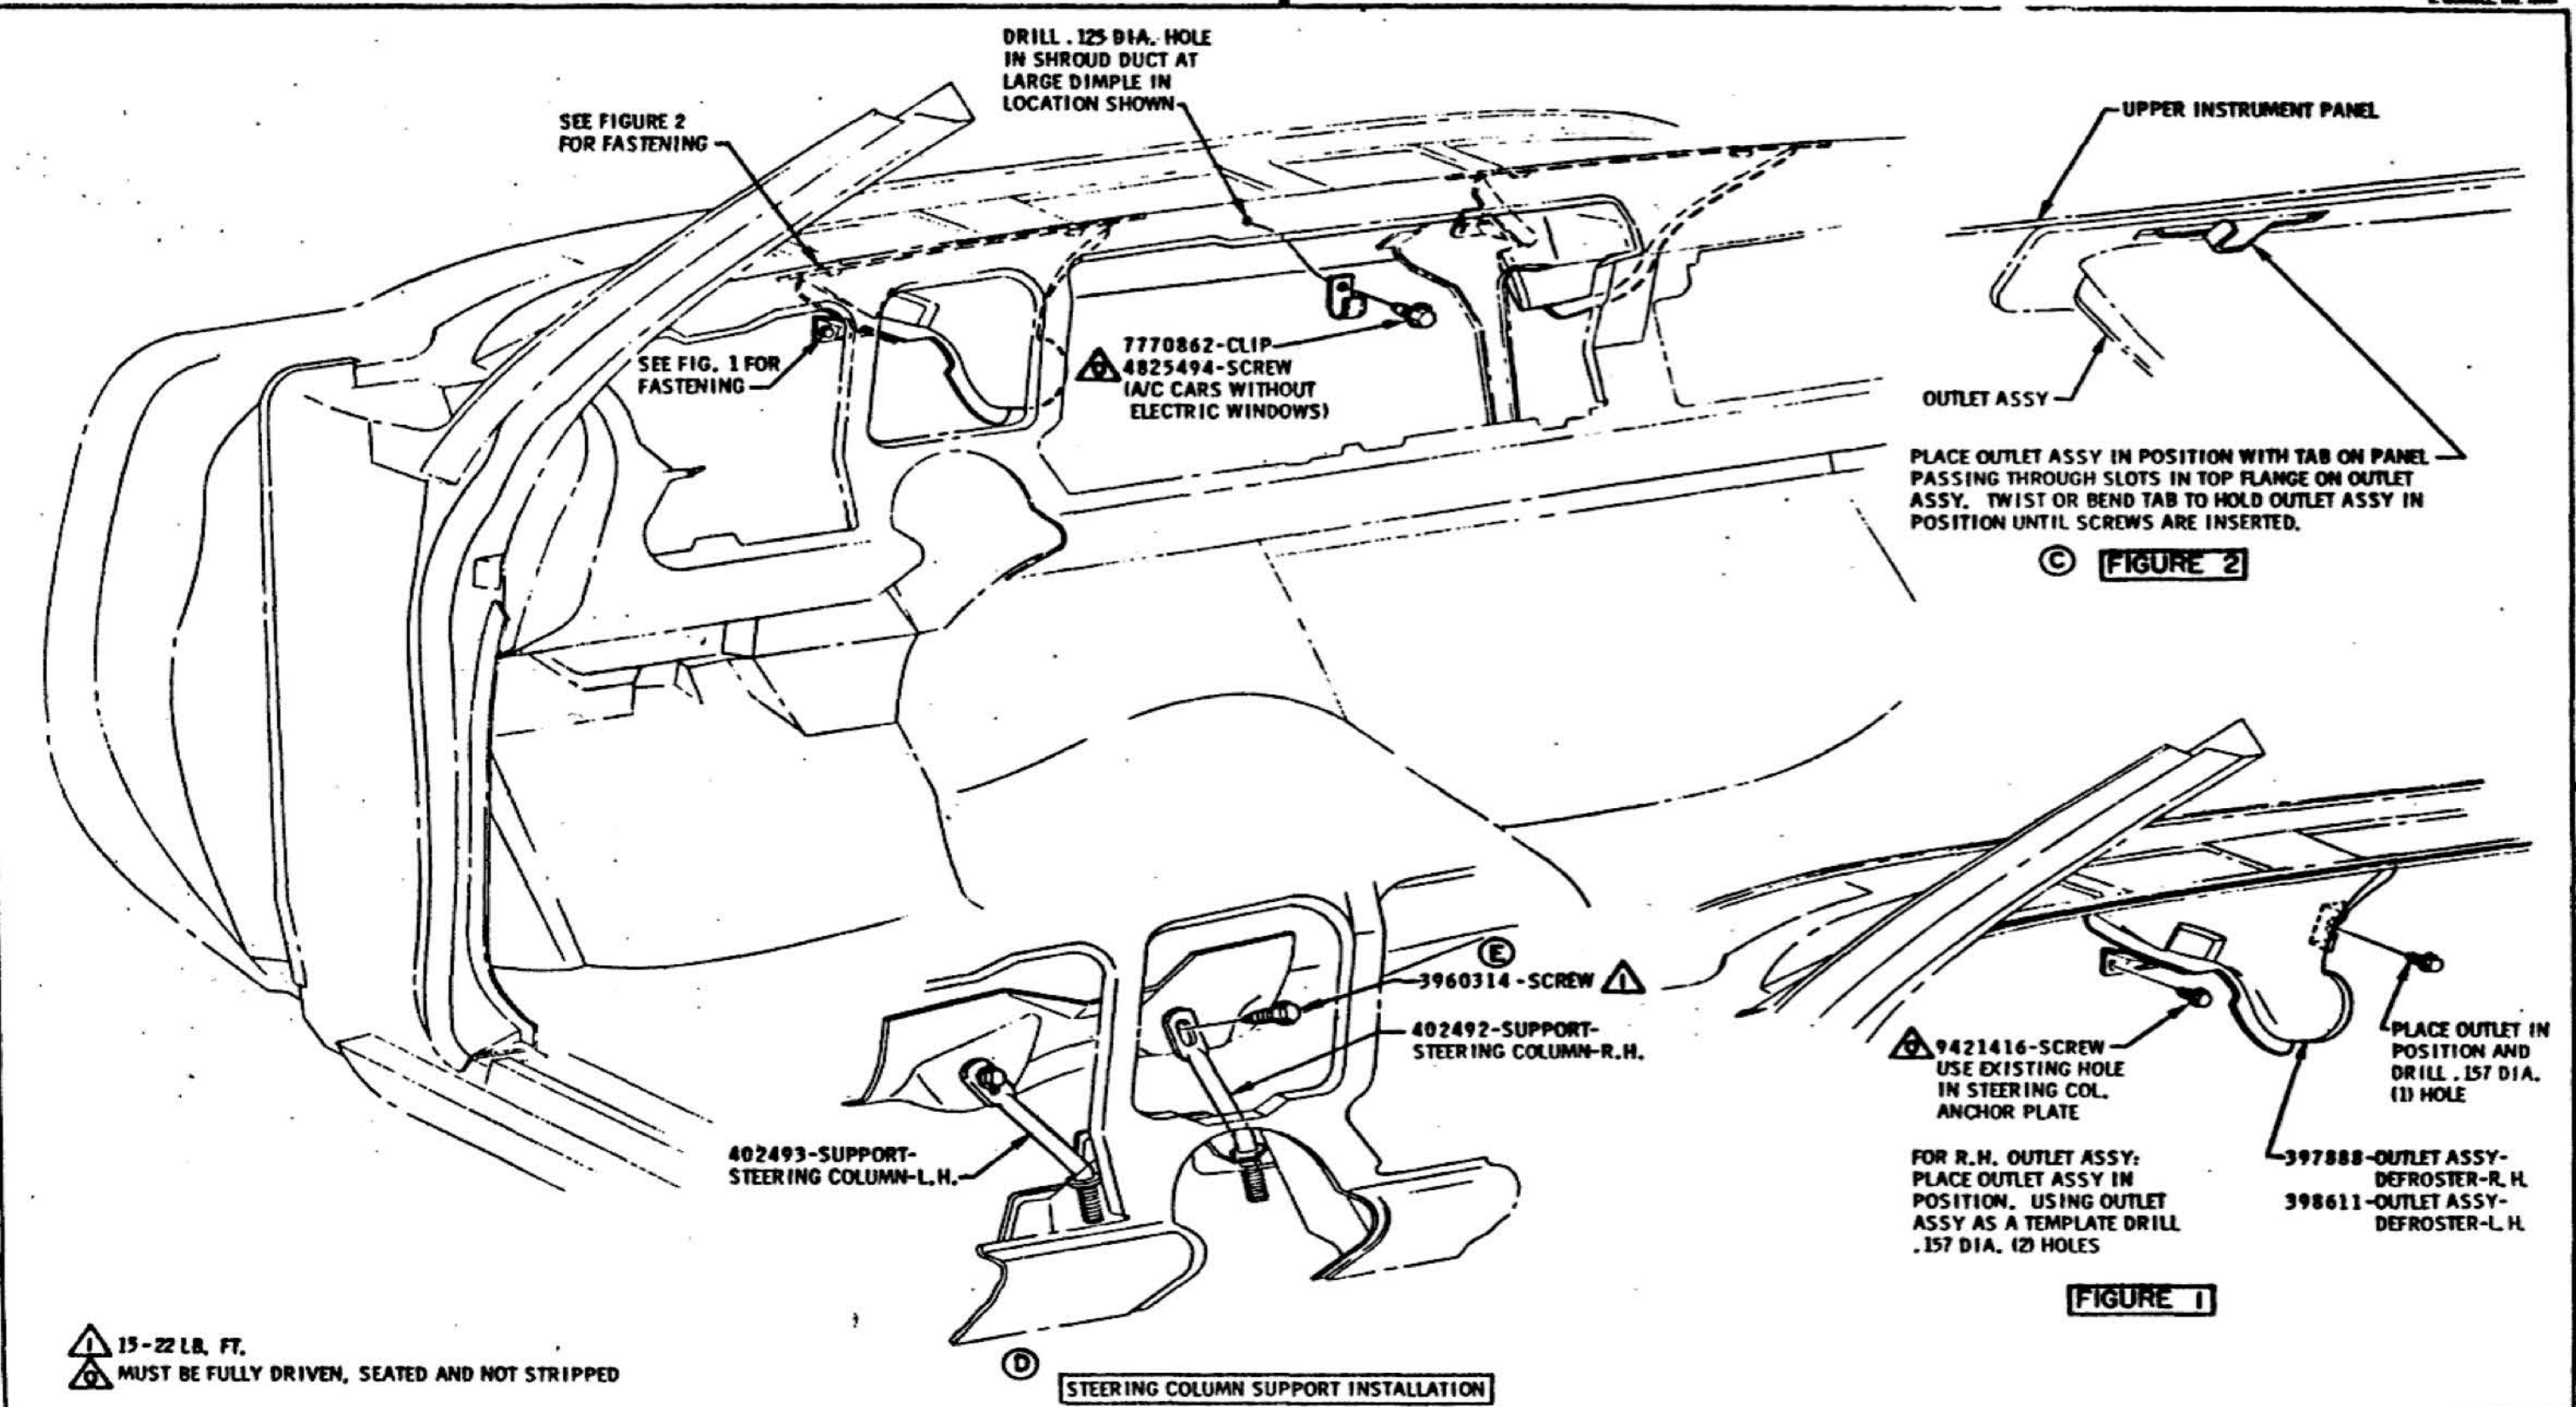 DRILL .125 DIA. HOLE
IN SHROUD DUCT AT
LARGE DIMPLE IN
LOCATION SHOWN
SEE FIGURE 2
FOR FASTENING
UPPER INSTRUMENT PANEL
SEE FIG. 1 FOR
FASTENING
7770862-CLIP
4825494-SCREW
(A/C CARS WITHOUT
ELECTRIC WINDOWS)
OUTLET ASSY
PLACE OUTLET ASSY IN POSITION WITH TAB ON PANEL
PASSING THROUGH SLOTS IN TOP FLANGE ON OUTLET
ASSY. TWIST OR BEND TAB TO HOLD OUTLET ASSY IN
POSITION UNTIL SCREWS ARE INSERTED.
C FIGURE 2
E
3960314-SCREW 1
402492-SUPPORT-
STEERING COLUMN-R.H.
402493-SUPPORT-
STEERING COLUMN-L.H.
9421416-SCREW
USE EXISTING HOLE
IN STEERING COL.
ANCHOR PLATE
PLACE OUTLET IN
POSITION AND
DRILL .157 DIA.
(1) HOLE
FOR R.H. OUTLET ASSY:
PLACE OUTLET ASSY IN
POSITION. USING OUTLET
ASSY AS A TEMPLATE DRILL
.157 DIA. (2) HOLES
397888-OUTLET ASSY-
DEFROSTER-R.H.
398611-OUTLET ASSY-
DEFROSTER-L.H.
FIGURE 1
1 15-22 LB. FT.
MUST BE FULLY DRIVEN, SEATED AND NOT STRIPPED
D
STEERING COLUMN SUPPORT INSTALLATION